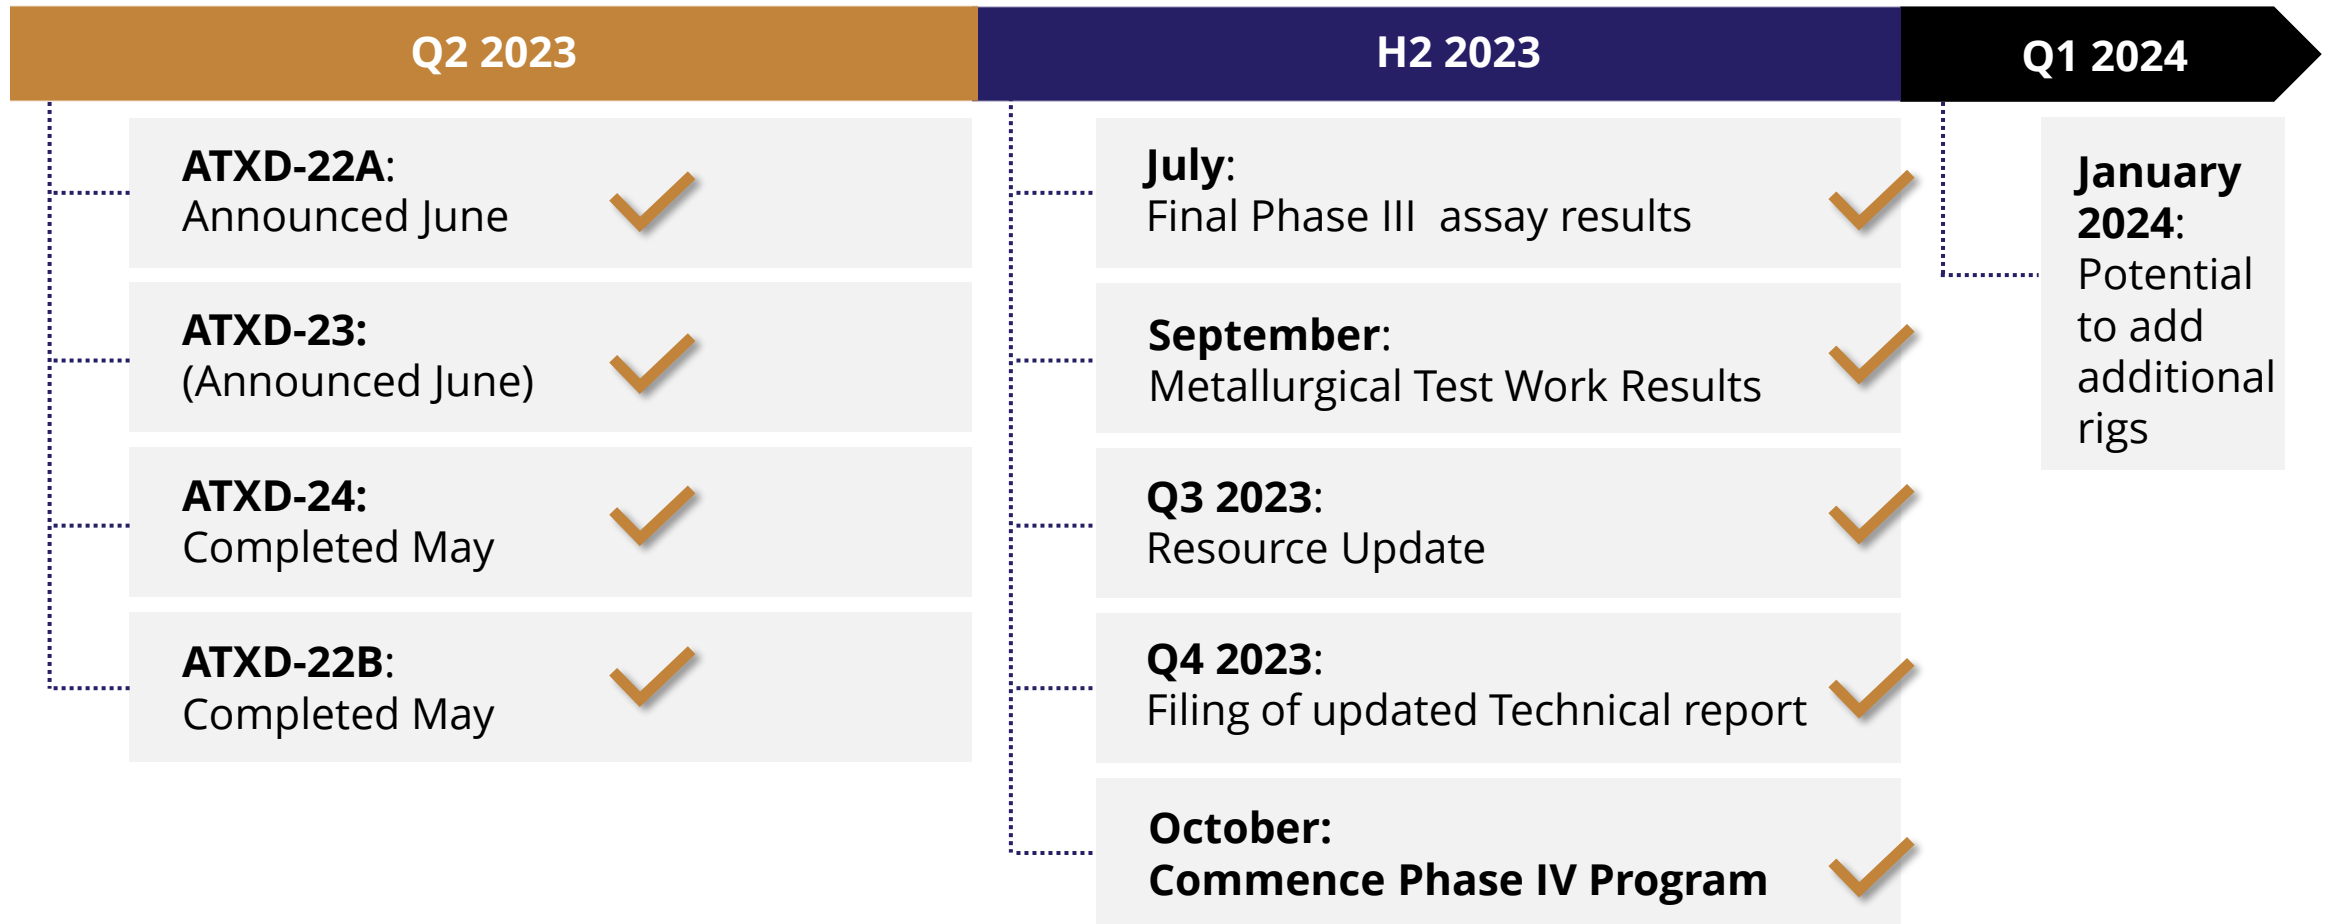 Q2 2023
H2 2023
Q1 2024
ATXD-22A:
Announced June
ATXD-23:
(Announced June)
ATXD-24:
Completed May
ATXD-22B:
Completed May
July:
Final Phase III  assay results
September:
Metallurgical Test Work Results
Q3 2023:
Resource Update
Q4 2023:
Filing of updated Technical report
October:
Commence Phase IV Program
January
2024:
Potential
to add
additional
rigs